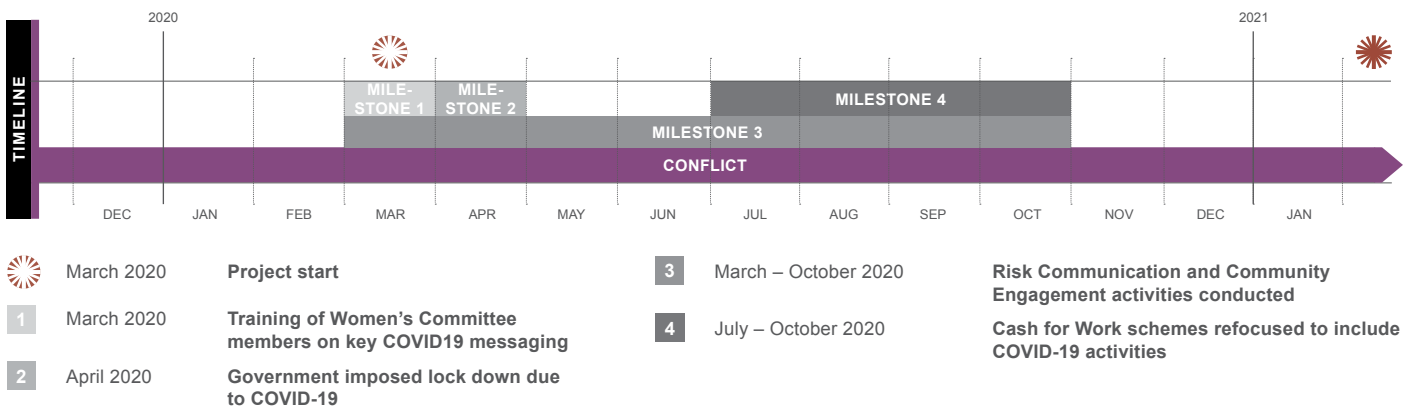 2020
2021
TIMELINE
MILE-
STONE 1
MILE-
STONE 2
MILESTONE 4
MILESTONE 3
CONFLICT
DEC JAN FEB MAR APR MAY JUN JUL AUG SEP OCT NOV DEC JAN
March 2020 Project start
1 March 2020 Training of Women’s Committee
members on key COVID19 messaging
2 April 2020 Government imposed lock down due
to COVID-19
3 March – October 2020 Risk Communication and Community
Engagement activities conducted
4 July – October 2020 Cash for Work schemes refocused to include
COVID-19 activities